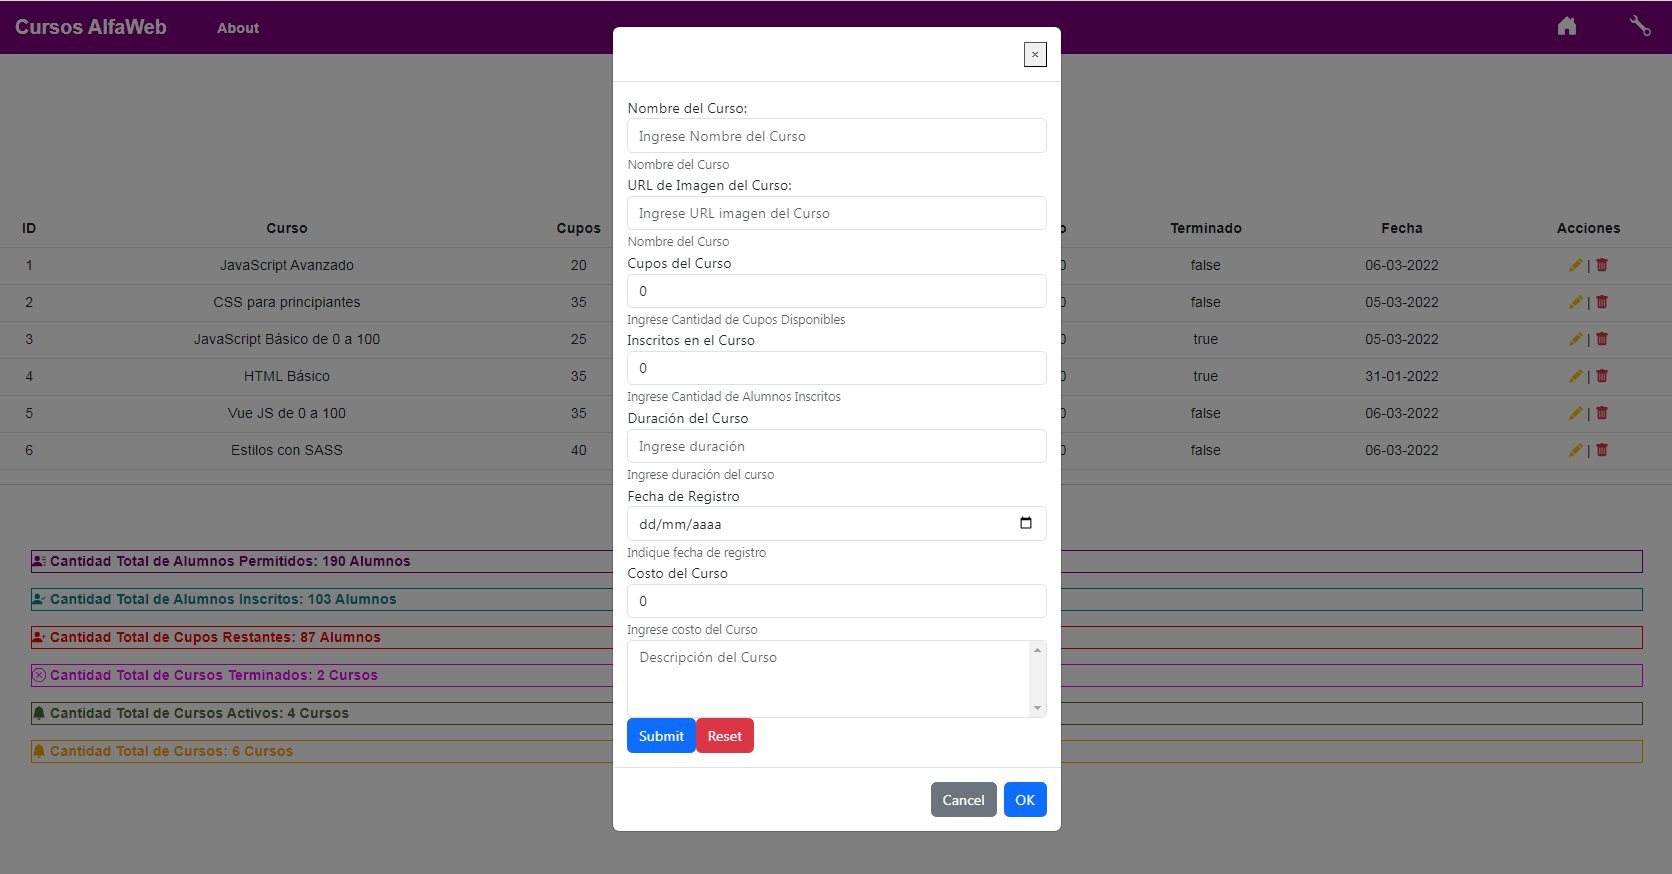 Cursos AlfaWeb About
×
Nombre del Curso:
Ingrese Nombre del Curso
Nombre del Curso
URL de Imagen del Curso:
Ingrese URL imagen del Curso
Nombre del Curso
Cupos del Curso
0
Ingrese Cantidad de Cupos Disponibles
Inscritos en el Curso
0
Ingrese Cantidad de Alumnos Inscritos
Duración del Curso
Ingrese duración
Ingrese duración del curso
Fecha de Registro
dd/mm/aaaa
Indique fecha de registro
Costo del Curso
0
Ingrese costo del Curso
Descripción del Curso
Submit Reset
Cancel OK
ID Curso Cupos o Terminado Fecha Acciones
1 JavaScript Avanzado 20 0 false 06-03-2022 |
2 CSS para principiantes 35 0 false 05-03-2022 |
3 JavaScript Básico de 0 a 100 25 0 true 05-03-2022 |
4 HTML Básico 35 0 true 31-01-2022 |
5 Vue JS de 0 a 100 35 0 false 06-03-2022 |
6 Estilos con SASS 40 0 false 06-03-2022 |
Cantidad Total de Alumnos Permitidos: 190 Alumnos
Cantidad Total de Alumnos Inscritos: 103 Alumnos
Cantidad Total de Cupos Restantes: 87 Alumnos
Cantidad Total de Cursos Terminados: 2 Cursos
Cantidad Total de Cursos Activos: 4 Cursos
Cantidad Total de Cursos: 6 Cursos